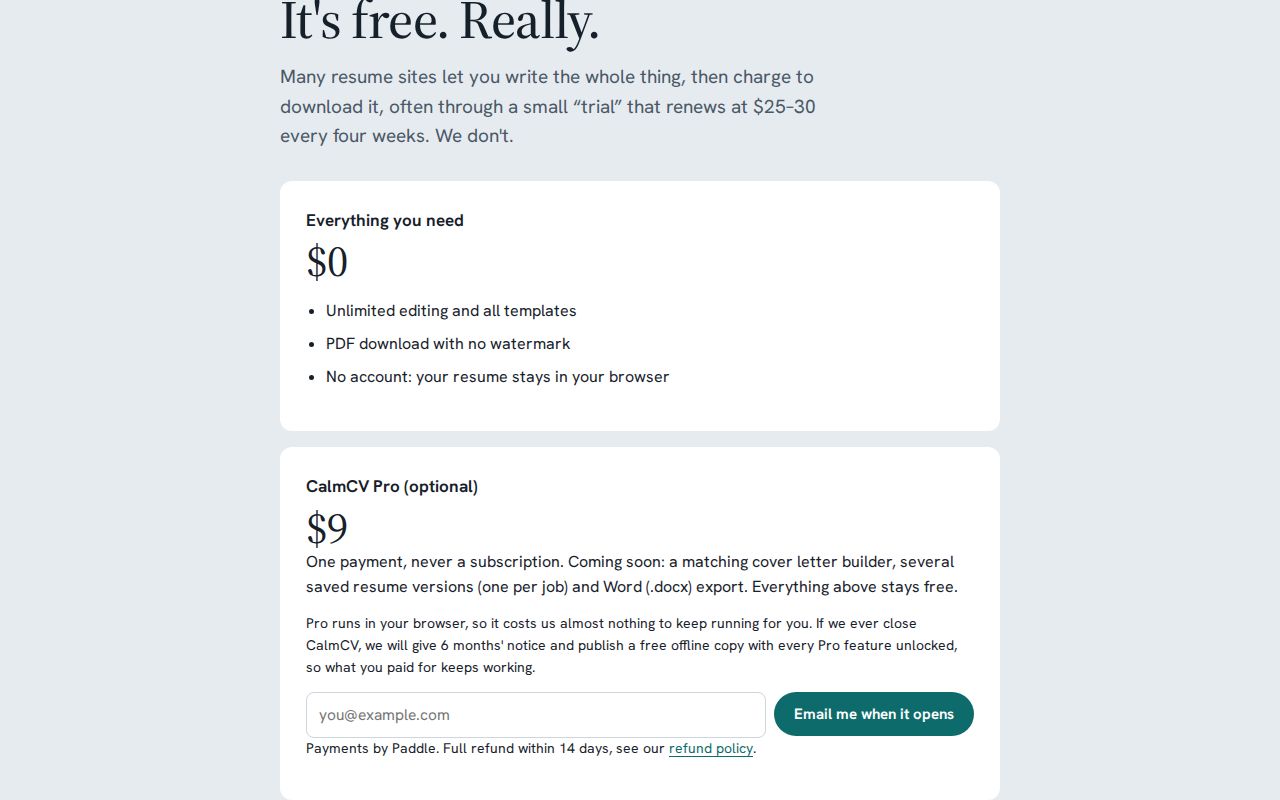 It's free. Really.
Many resume sites let you write the whole thing, then charge to
download it, often through a small “trial” that renews at $25–30
every four weeks. We don't.
Everything you need
$0
• Unlimited editing and all templates
• PDF download with no watermark
• No account: your resume stays in your browser
CalmCV Pro (optional)
$9
One payment, never a subscription. Coming soon: a matching cover letter builder, several
saved resume versions (one per job) and Word (.docx) export. Everything above stays free.
Pro runs in your browser, so it costs us almost nothing to keep running for you. If we ever close
CalmCV, we will give 6 months' notice and publish a free offline copy with every Pro feature unlocked,
so what you paid for keeps working.
you@example.com
Email me when it opens
Payments by Paddle. Full refund within 14 days, see our refund policy.